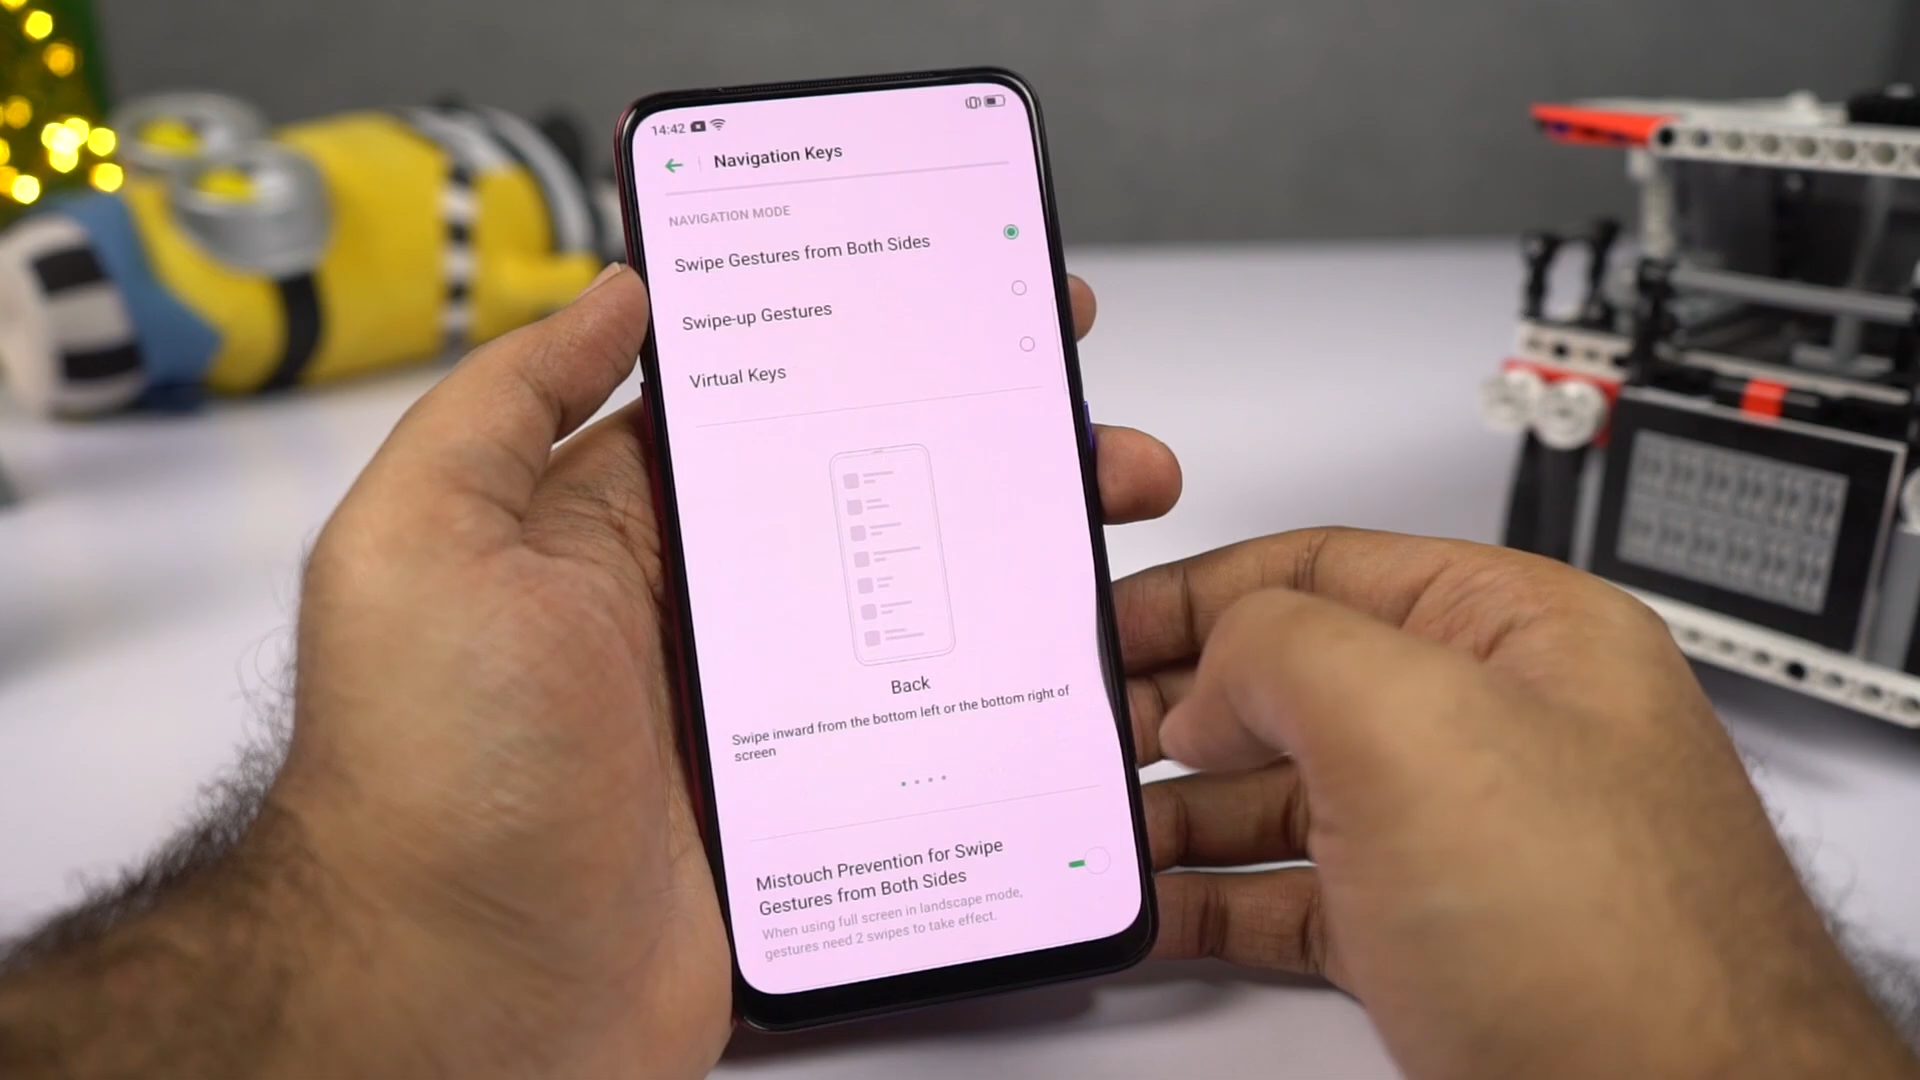 14:42
Navigation Keys
NAVIGATION MODE
Swipe Gestures from Both Sides
Swipe-up Gestures
Virtual Keys
Back
Swipe inward from the bottom left or the bottom right of
screen
Mistouch Prevention for Swipe
Gestures from Both Sides
When using full screen in landscape mode,
gestures need 2 swipes to take effect.